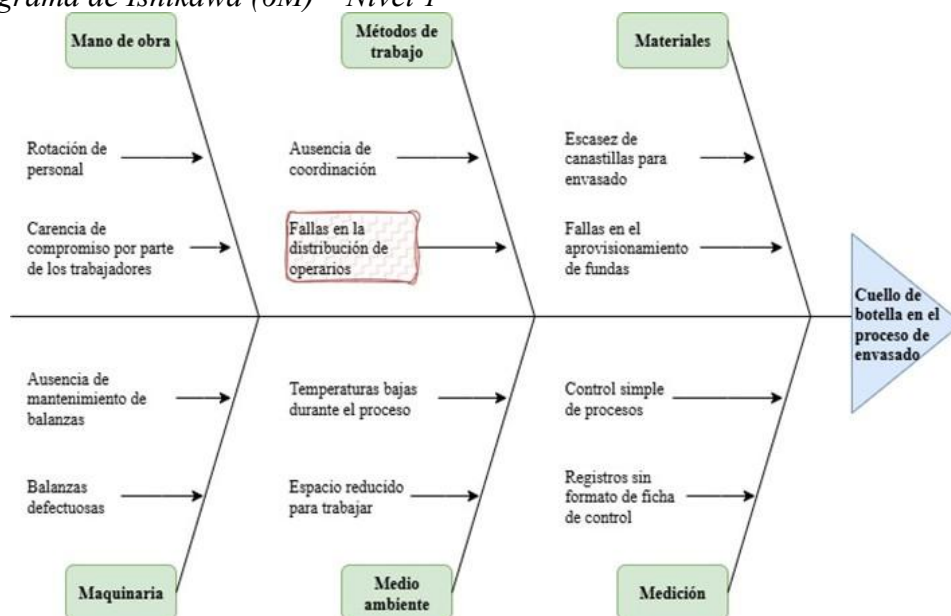 grama de Ishikawa (6M) – Nivel 1
Mano de obra
Métodos de
trabajo
Materiales
Rotación de
personal
Ausencia de
coordinación
Escasez de
canastillas para
envasado
Carencia de
compromiso por parte
de los trabajadores
Fallas en la
distribución de
operarios
Fallas en el
aprovisionamiento
de fundas
Cuello de
botella en el
proceso de
envasado
Ausencia de
mantenimiento de
balanzas
Temperaturas bajas
durante el proceso
Control simple
de procesos
Balanzas
defectuosas
Espacio reducido
para trabajar
Registros sin
formato de ficha
de control
Maquinaria
Medio
ambiente
Medición